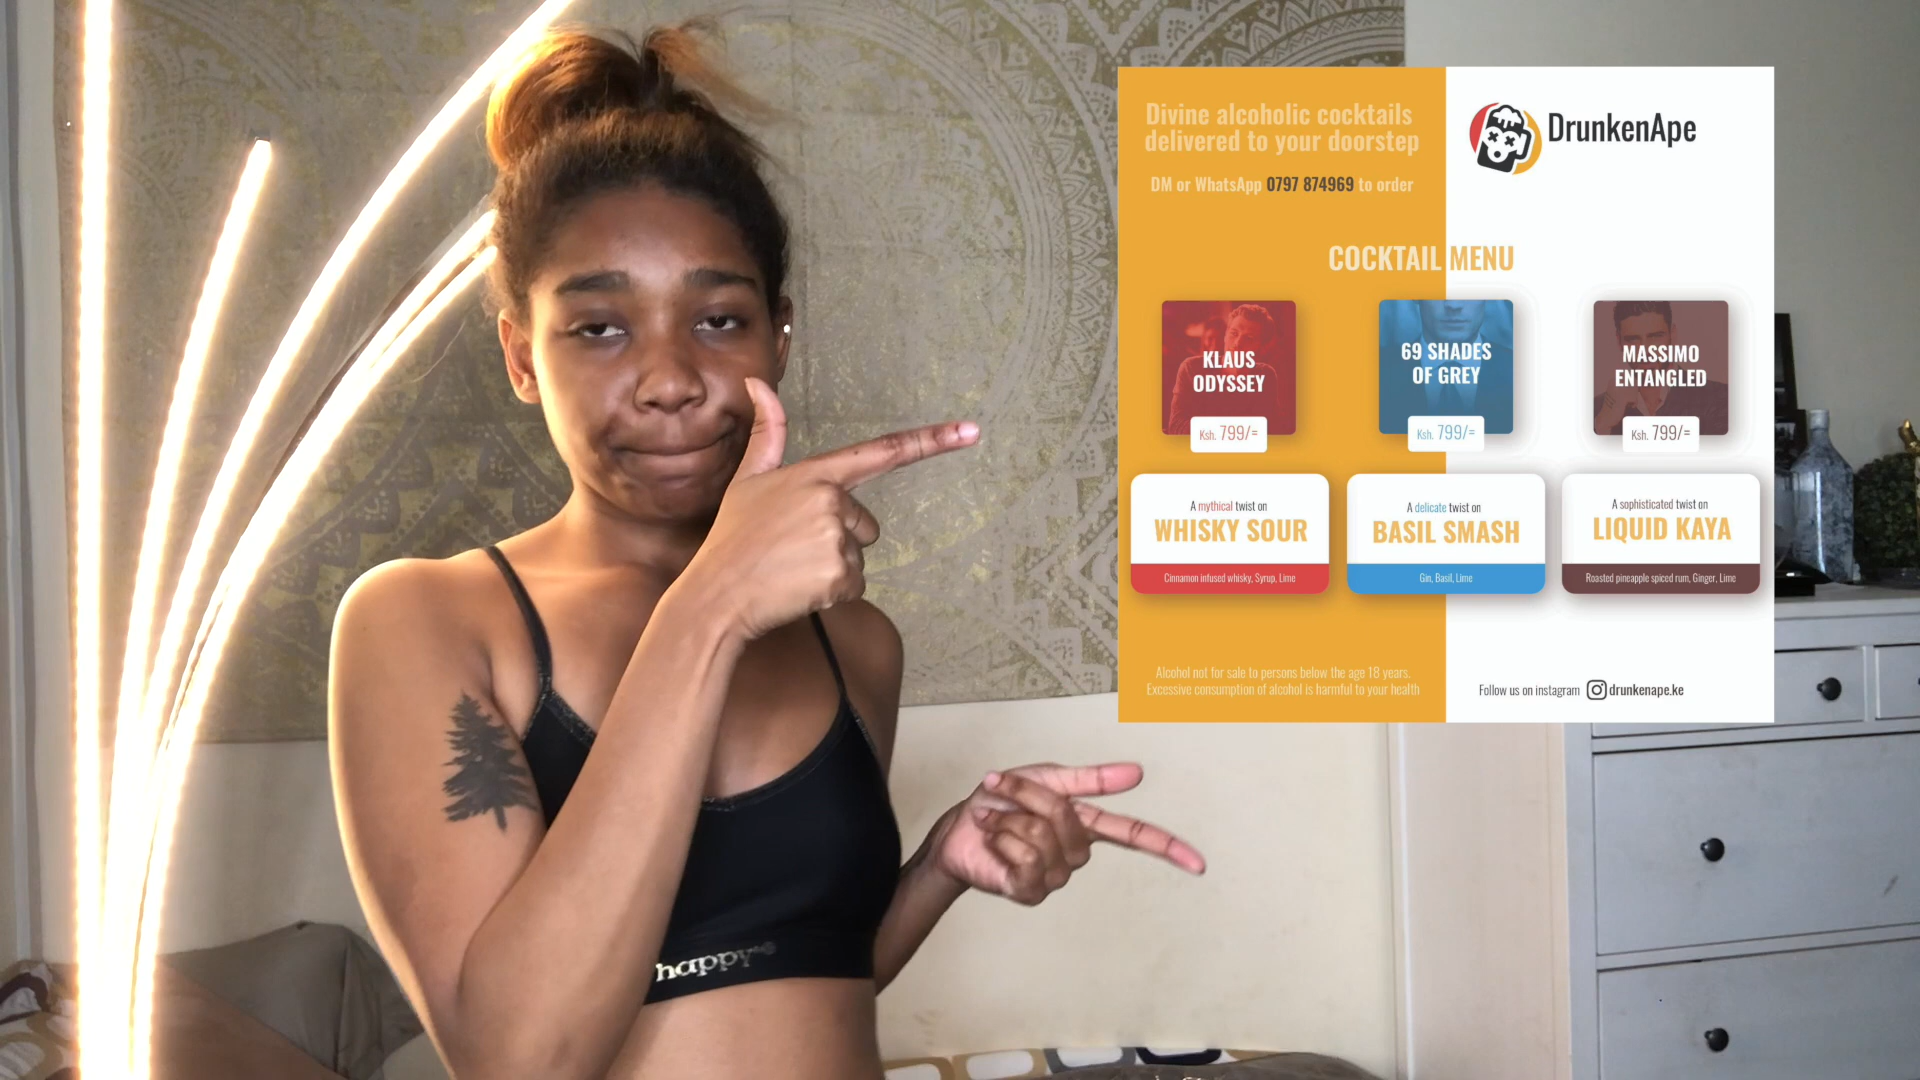 Divine alcoholic cocktails
delivered to your doorstep
DM or WhatsApp 0797 874969 to order
DrunkenApe
COCKTAIL MENU
KLAUS
ODYSSEY
Ksh. 799/=
69 SHADES
OF GREY
Ksh. 799/=
MASSIMO
ENTANGLED
Ksh. 799/=
A mythical twist on
WHISKY SOUR
Cinnamon infused whisky, Syrup, Lime
A delicate twist on
BASIL SMASH
Gin, Basil, Lime
A sophisticated twist on
LIQUID KAYA
Roasted pineapple spiced rum, Ginger, Lime
Alcohol not for sale to persons below the age 18 years.
Excessive consumption of alcohol is harmful to your health
Follow us on instagram drunkenape.ke
happy